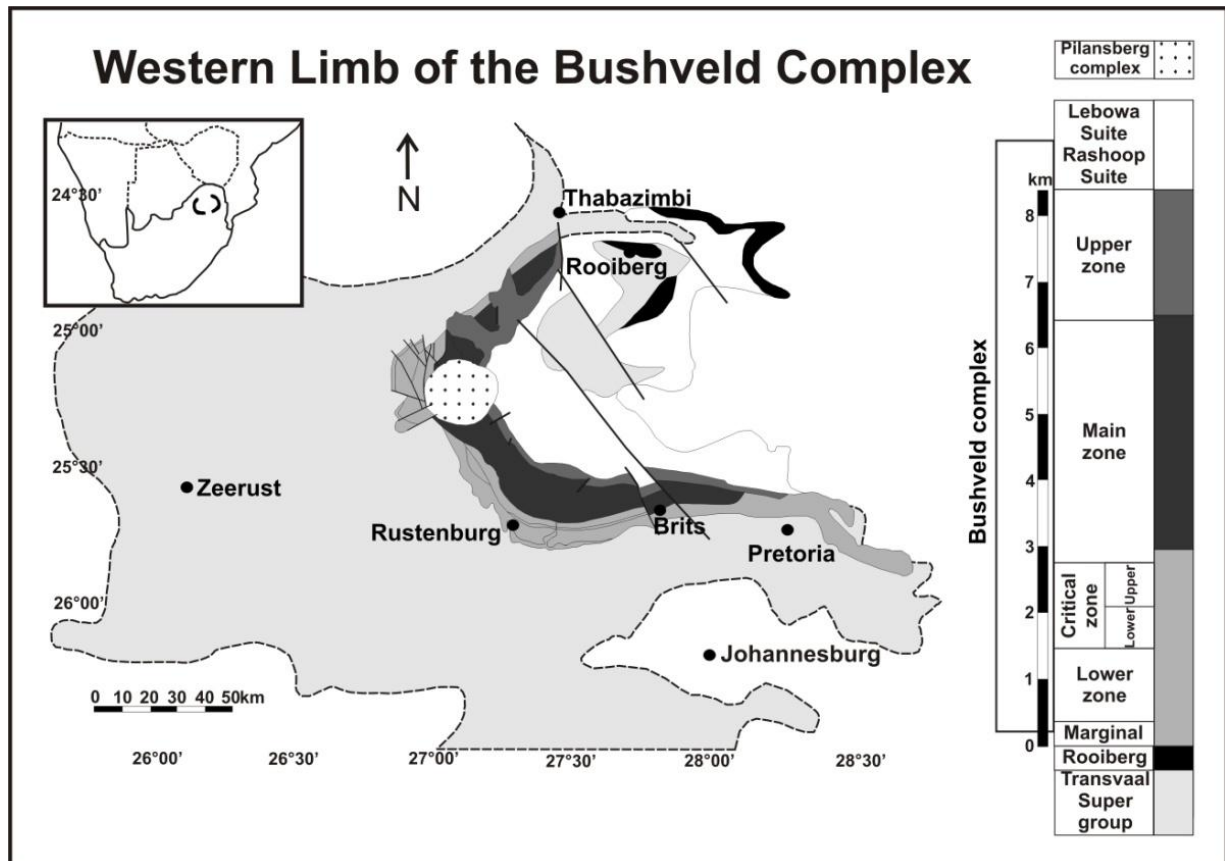 Western Limb of the Bushveld Complex
24°30’
N
Thabazimbi
Rooiberg
25°00’
25°30’
Zeerust
Rustenburg
Brits
Pretoria
26°00’
Johannesburg
0 10 20 30 40 50km
26°00’ 26°30’ 27°00’ 27°30’ 28°00’ 28°30’
Pilansberg
complex
Bushveld complex
km
8
7
6
5
4
3
2
1
0
Lebowa
Suite
Rashoop
Suite
Upper
zone
Main
zone
Critical
zone
Upper
Lower
Lower
zone
Marginal
Rooiberg
Transvaal
Super
group